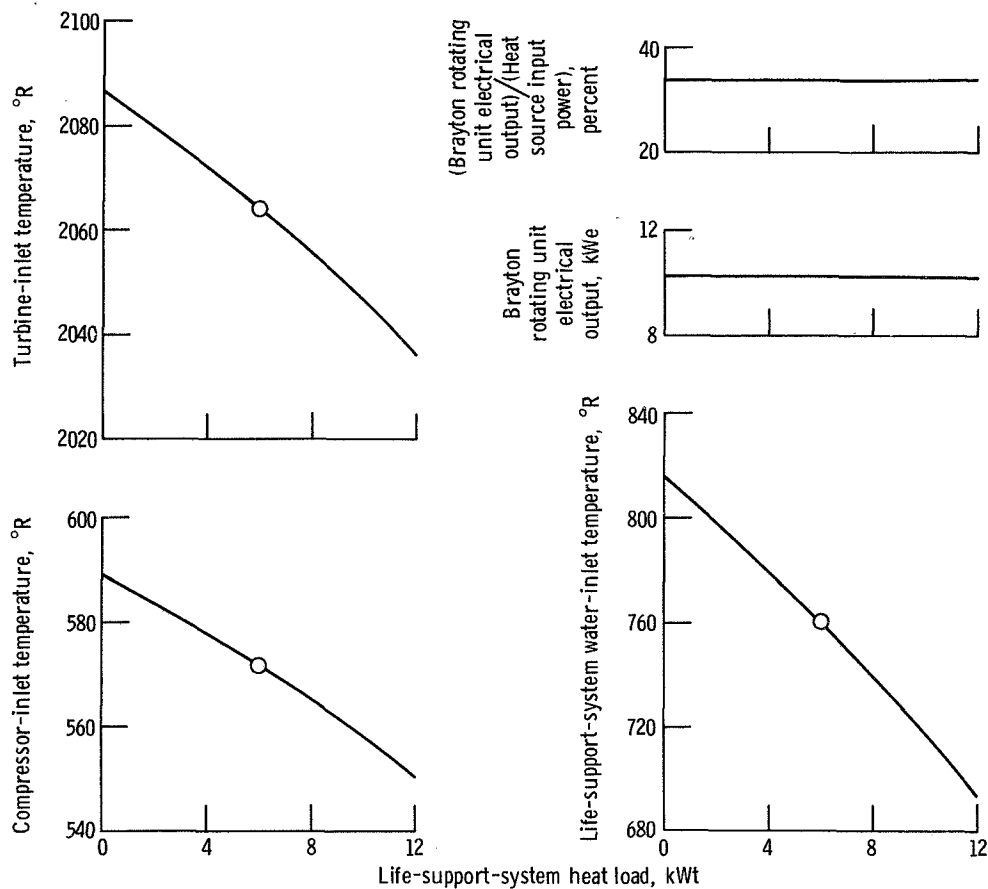 Turbine-inlet temperature, °R
2100
2080
2060
2040
2020
(Brayton rotating
unit electrical
output)/(Heat
source input
power),
percent
40
20
Brayton
rotating unit
electrical
output, kWe
12
8
Compressor-inlet temperature, °R
600
580
560
540
0
4
8
12
Life-support-system water-inlet temperature, °R
840
800
760
720
680
0
4
8
12
Life-support-system heat load, kWt